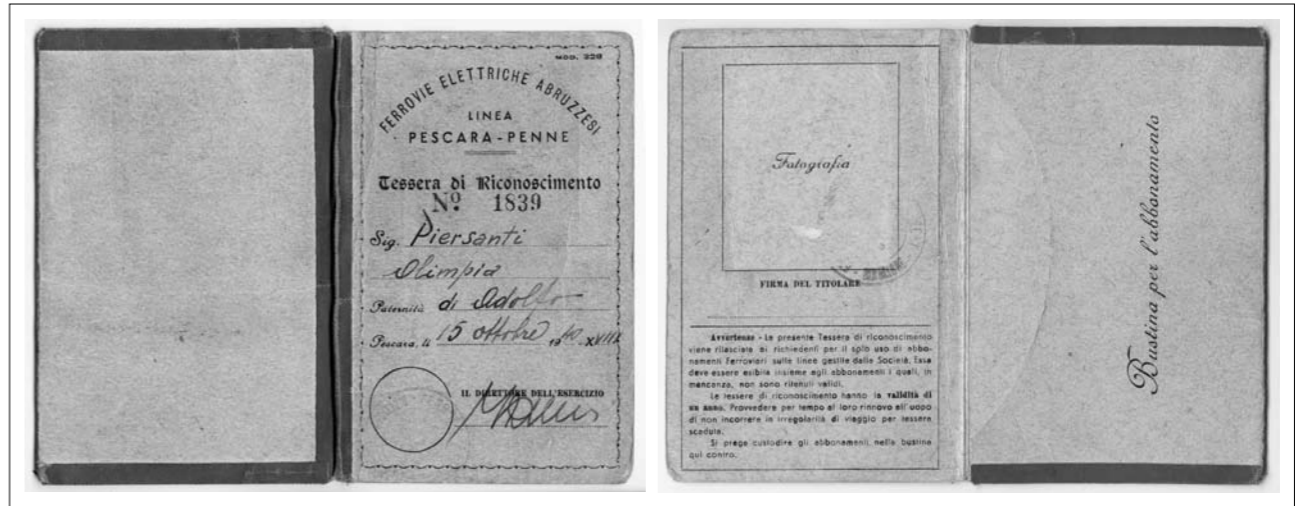 MOD. 328
FERROVIE ELETTRICHE ABRUZZESI
LINEA
PESCARA-PENNE
Tessera di Riconoscimento
Nº 1839
Sig. Piersanti
Olimpia
Paternità di Adolfo
Pescara, li 15 ottobre 1940 - XVIII
IL DIRETTORE DELL'ESERCIZIO
Fotografia
FIRMA DEL TITOLARE
Avvertenze - La presente Tessera di riconoscimento
viene rilasciata ai richiedenti per il solo uso di abbo-
namenti Ferroviari sulle linee gestite dalla Società. Essa
deve essere esibita insieme agli abbonamenti i quali, in
mancanza, non sono ritenuti validi.
Le tessere di riconoscimento hanno la validità di
un anno. Provvedere per tempo al loro rinnovo all'uopo
di non incorrere in irregolarità di viaggio per tessere
scadute.
Si prega custodire gli abbonamenti nella bustina
qui contro.
Bustina per l'abbonamento